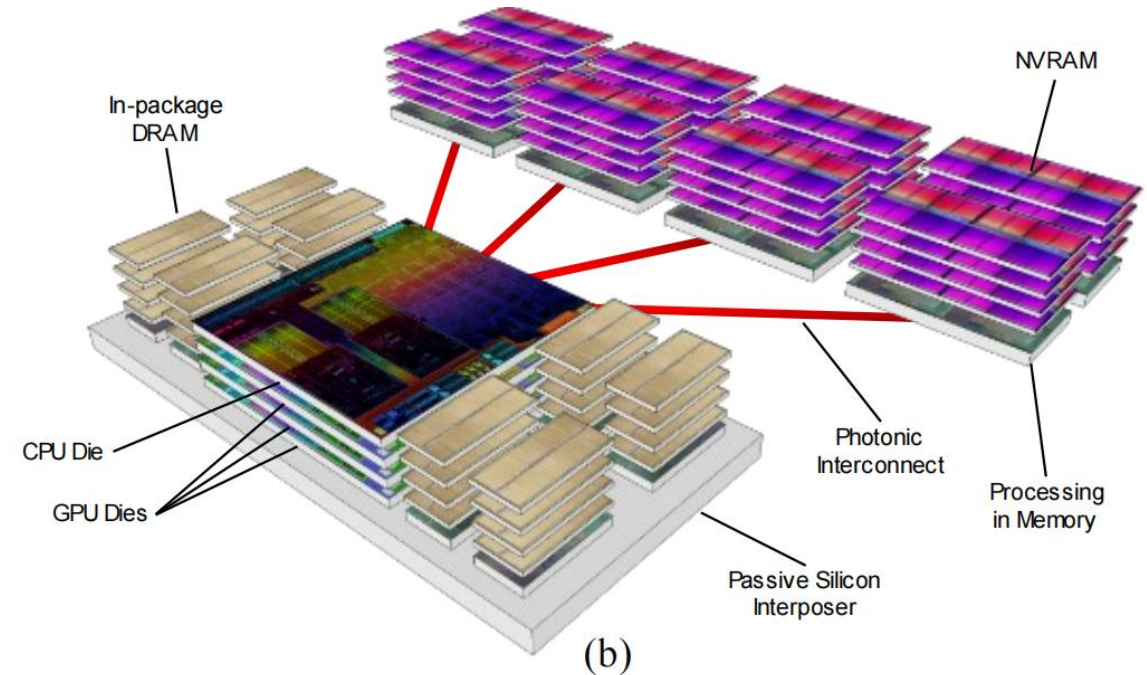 NVRAM
In-package
DRAM
CPU Die
GPU Dies
Photonic
Interconnect
Processing
in Memory
Passive Silicon
Interposer
(b)